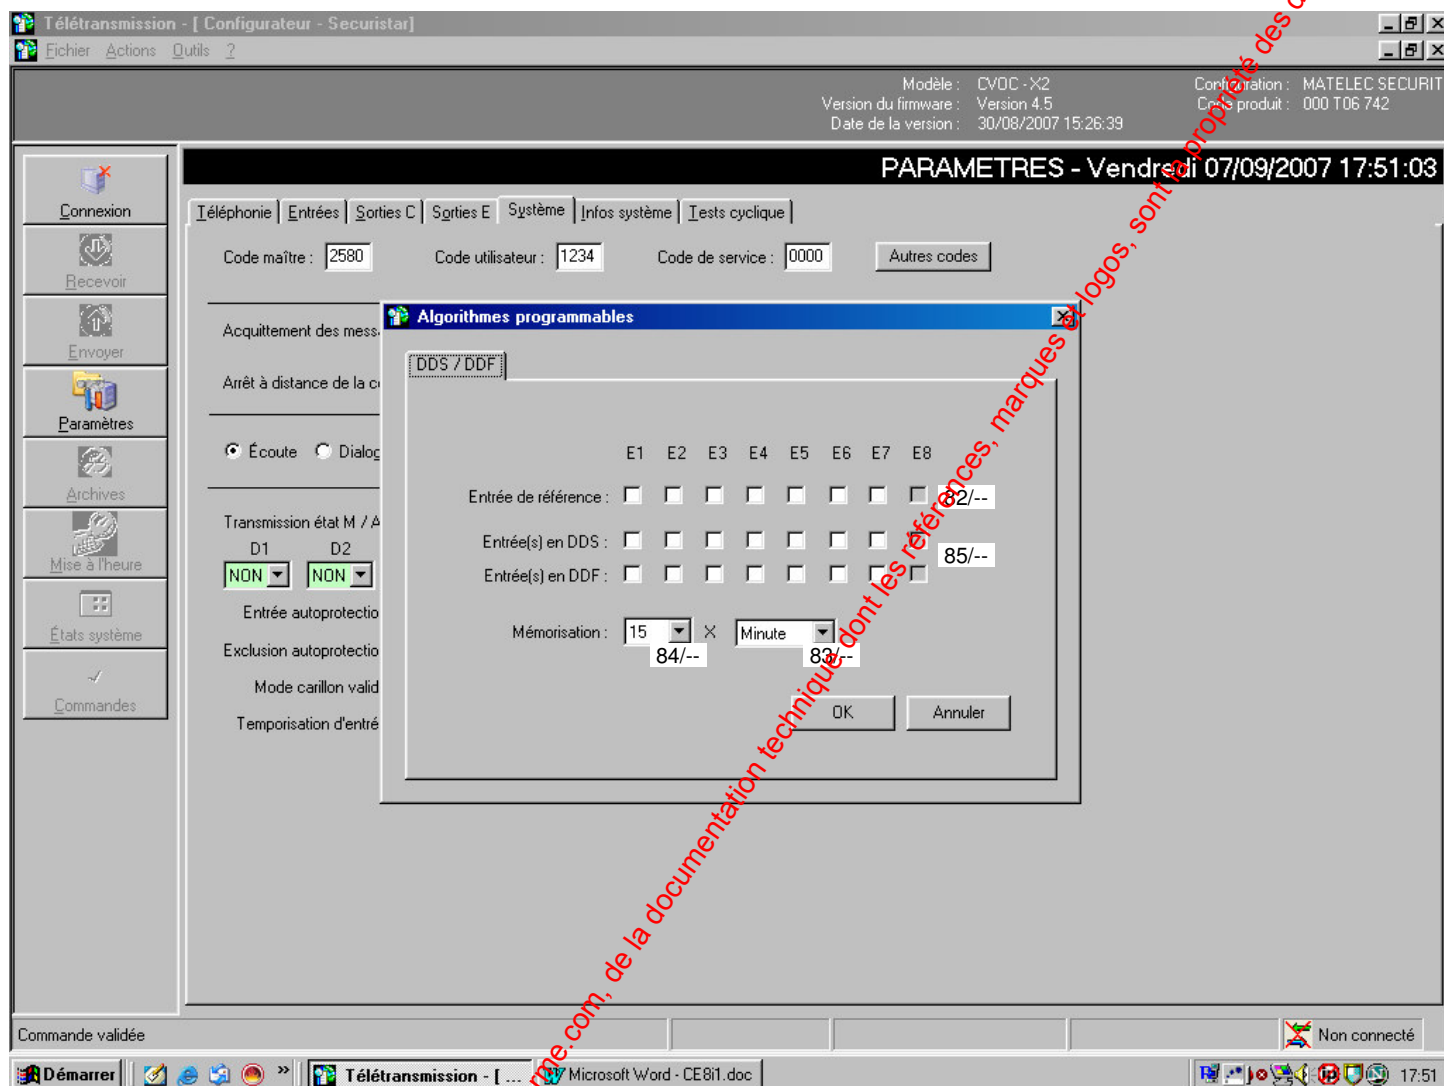 Télétransmission - [ Configurateur - Securistar]
Fichier Actions Outils ?
Modèle : CVOC - X2
Configuration : MATELEC SECURIT
Version du firmware : Version 4.5
Code produit : 000 T06 742
Date de la version : 30/08/2007 15:26:39
PARAMETRES - Vendredi 07/09/2007 17:51:03
Connexion
Recevoir
Envoyer
Paramètres
Archives
Mise à l'heure
États système
Commandes
Téléphonie Entrées Sorties C Sorties E Système Infos système Tests cyclique
Code maître : 2580 Code utilisateur : 1234 Code de service : 0000 Autres codes
Acquittement des mess
Arrêt à distance de la c
Écoute Dialog
Transmission état M / A
D1 D2
NON NON
Entrée autoprotectio
Exclusion autoprotectio
Mode carillon valid
Temporisation d'entré
Algorithmes programmables
DDS / DDF
E1 E2 E3 E4 E5 E6 E7 E8
Entrée de référence : 82/--
Entrée(s) en DDS :
85/--
Entrée(s) en DDF :
Mémorisation : 15 X Minute
84/-- 83/--
OK Annuler
rme.com, de la documentation technique dont les références, marques et logos, sont la propriété des d
Commande validée
Non connecté
Démarrer » Télétransmission - [ ... Microsoft Word - CE8i1.doc 17:51